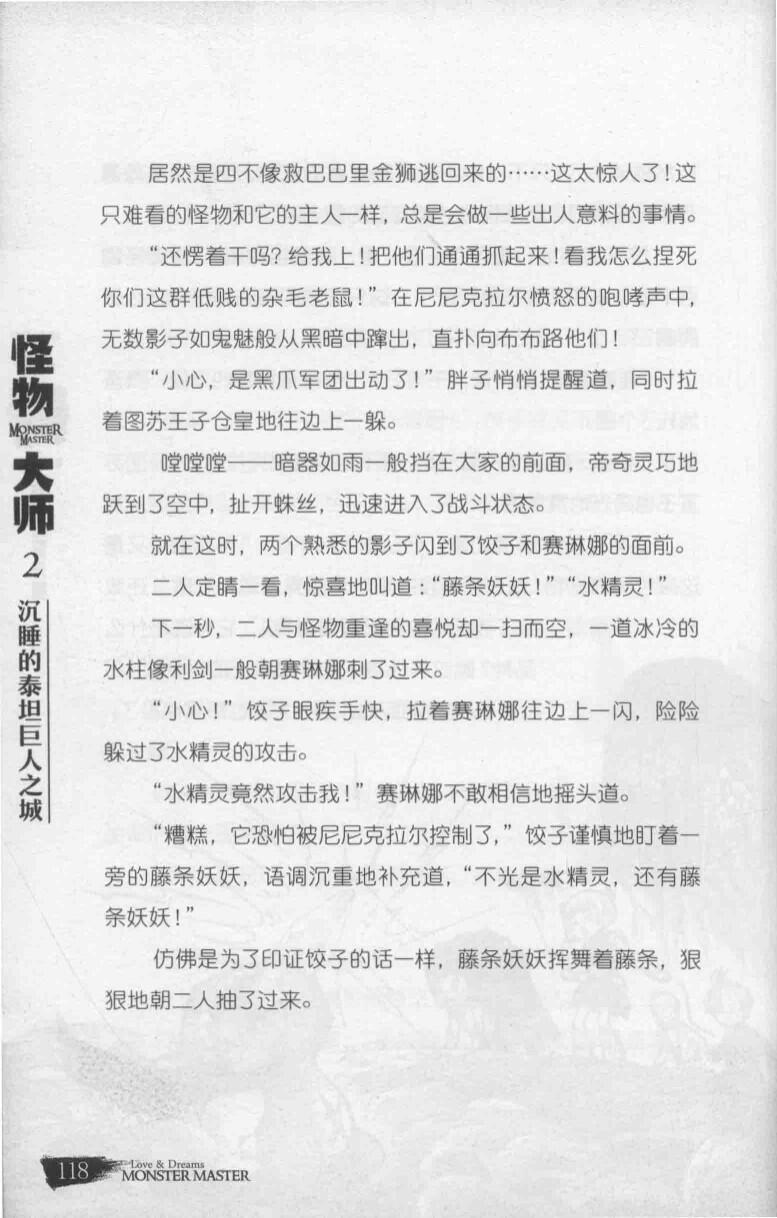 居然是四不像救巴巴里金狮逃回来的……这太惊人了!这
只难看的怪物和它的主人一样，总是会做一些出人意料的事情。
“还愣着干吗?给我上!把他们通通抓起来!看我怎么捏死
你们这群低贱的杂毛老鼠!”在尼尼克拉尔愤怒的咆哮声中，
无数影子如鬼魅般从黑暗中蹿出，直扑向布布路他们!
“小心，是黑爪军团出动了!”胖子悄悄提醒道，同时拉
着图苏王子仓皇地往边上一躲。
嘡嘡嘡——暗器如雨一般挡在大家的前面，帝奇灵巧地
跃到了空中，扯开蛛丝，迅速进入了战斗状态。
就在这时，两个熟悉的影子闪到了饺子和赛琳娜的面前。
二人定睛一看，惊喜地叫道:“藤条妖妖!”“水精灵!”
下一秒，二人与怪物重逢的喜悦却一扫而空，一道冰冷的
水柱像利剑一般朝赛琳娜刺了过来。
“小心!”饺子眼疾手快，拉着赛琳娜往边上一闪，险险
躲过了水精灵的攻击。
“水精灵竟然攻击我!”赛琳娜不敢相信地摇头道。
“糟糕，它恐怕被尼尼克拉尔控制了，”饺子谨慎地盯着一
旁的藤条妖妖，语调沉重地补充道，“不光是水精灵，还有藤
条妖妖!”
仿佛是为了印证饺子的话一样，藤条妖妖挥舞着藤条，狠
狠地朝二人抽了过来。
怪物
MONSTER
MASTER
大师
2
沉睡的泰坦巨人之城
118
Love & Dreams
MONSTER MASTER